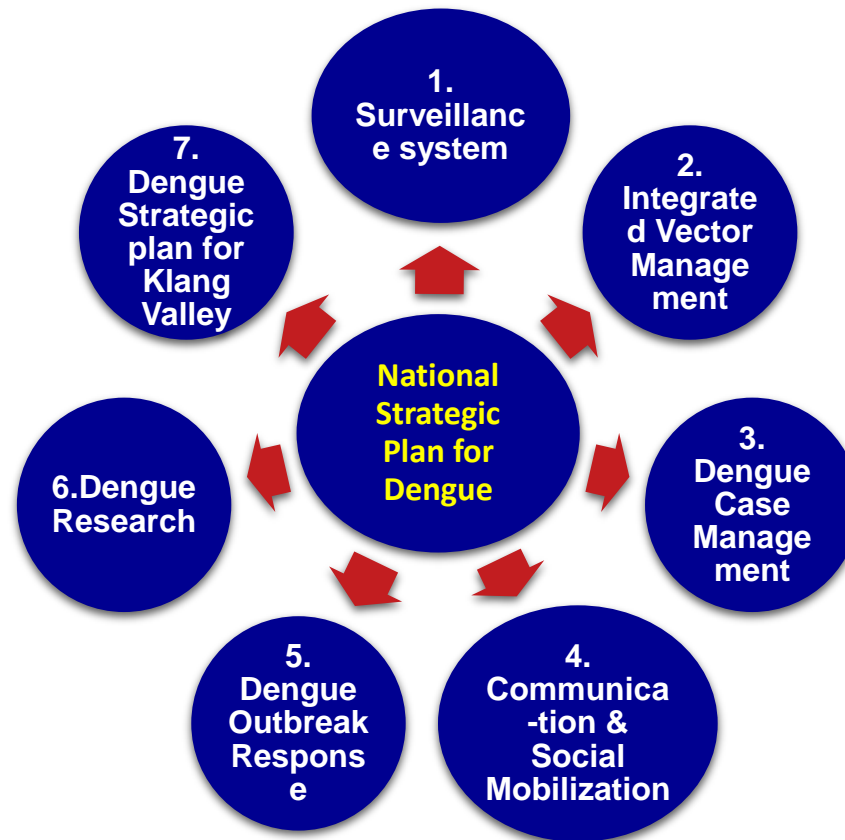 1.
Surveillanc
e system
2.
Integrate
d Vector
Manage
ment
3.
Dengue
Case
Manage
ment
4.
Communica
-tion &
Social
Mobilization
5.
Dengue
Outbreak
Respons
e
6.Dengue
Research
7.
Dengue
Strategic
plan for
Klang
Valley
National
Strategic
Plan for
Dengue